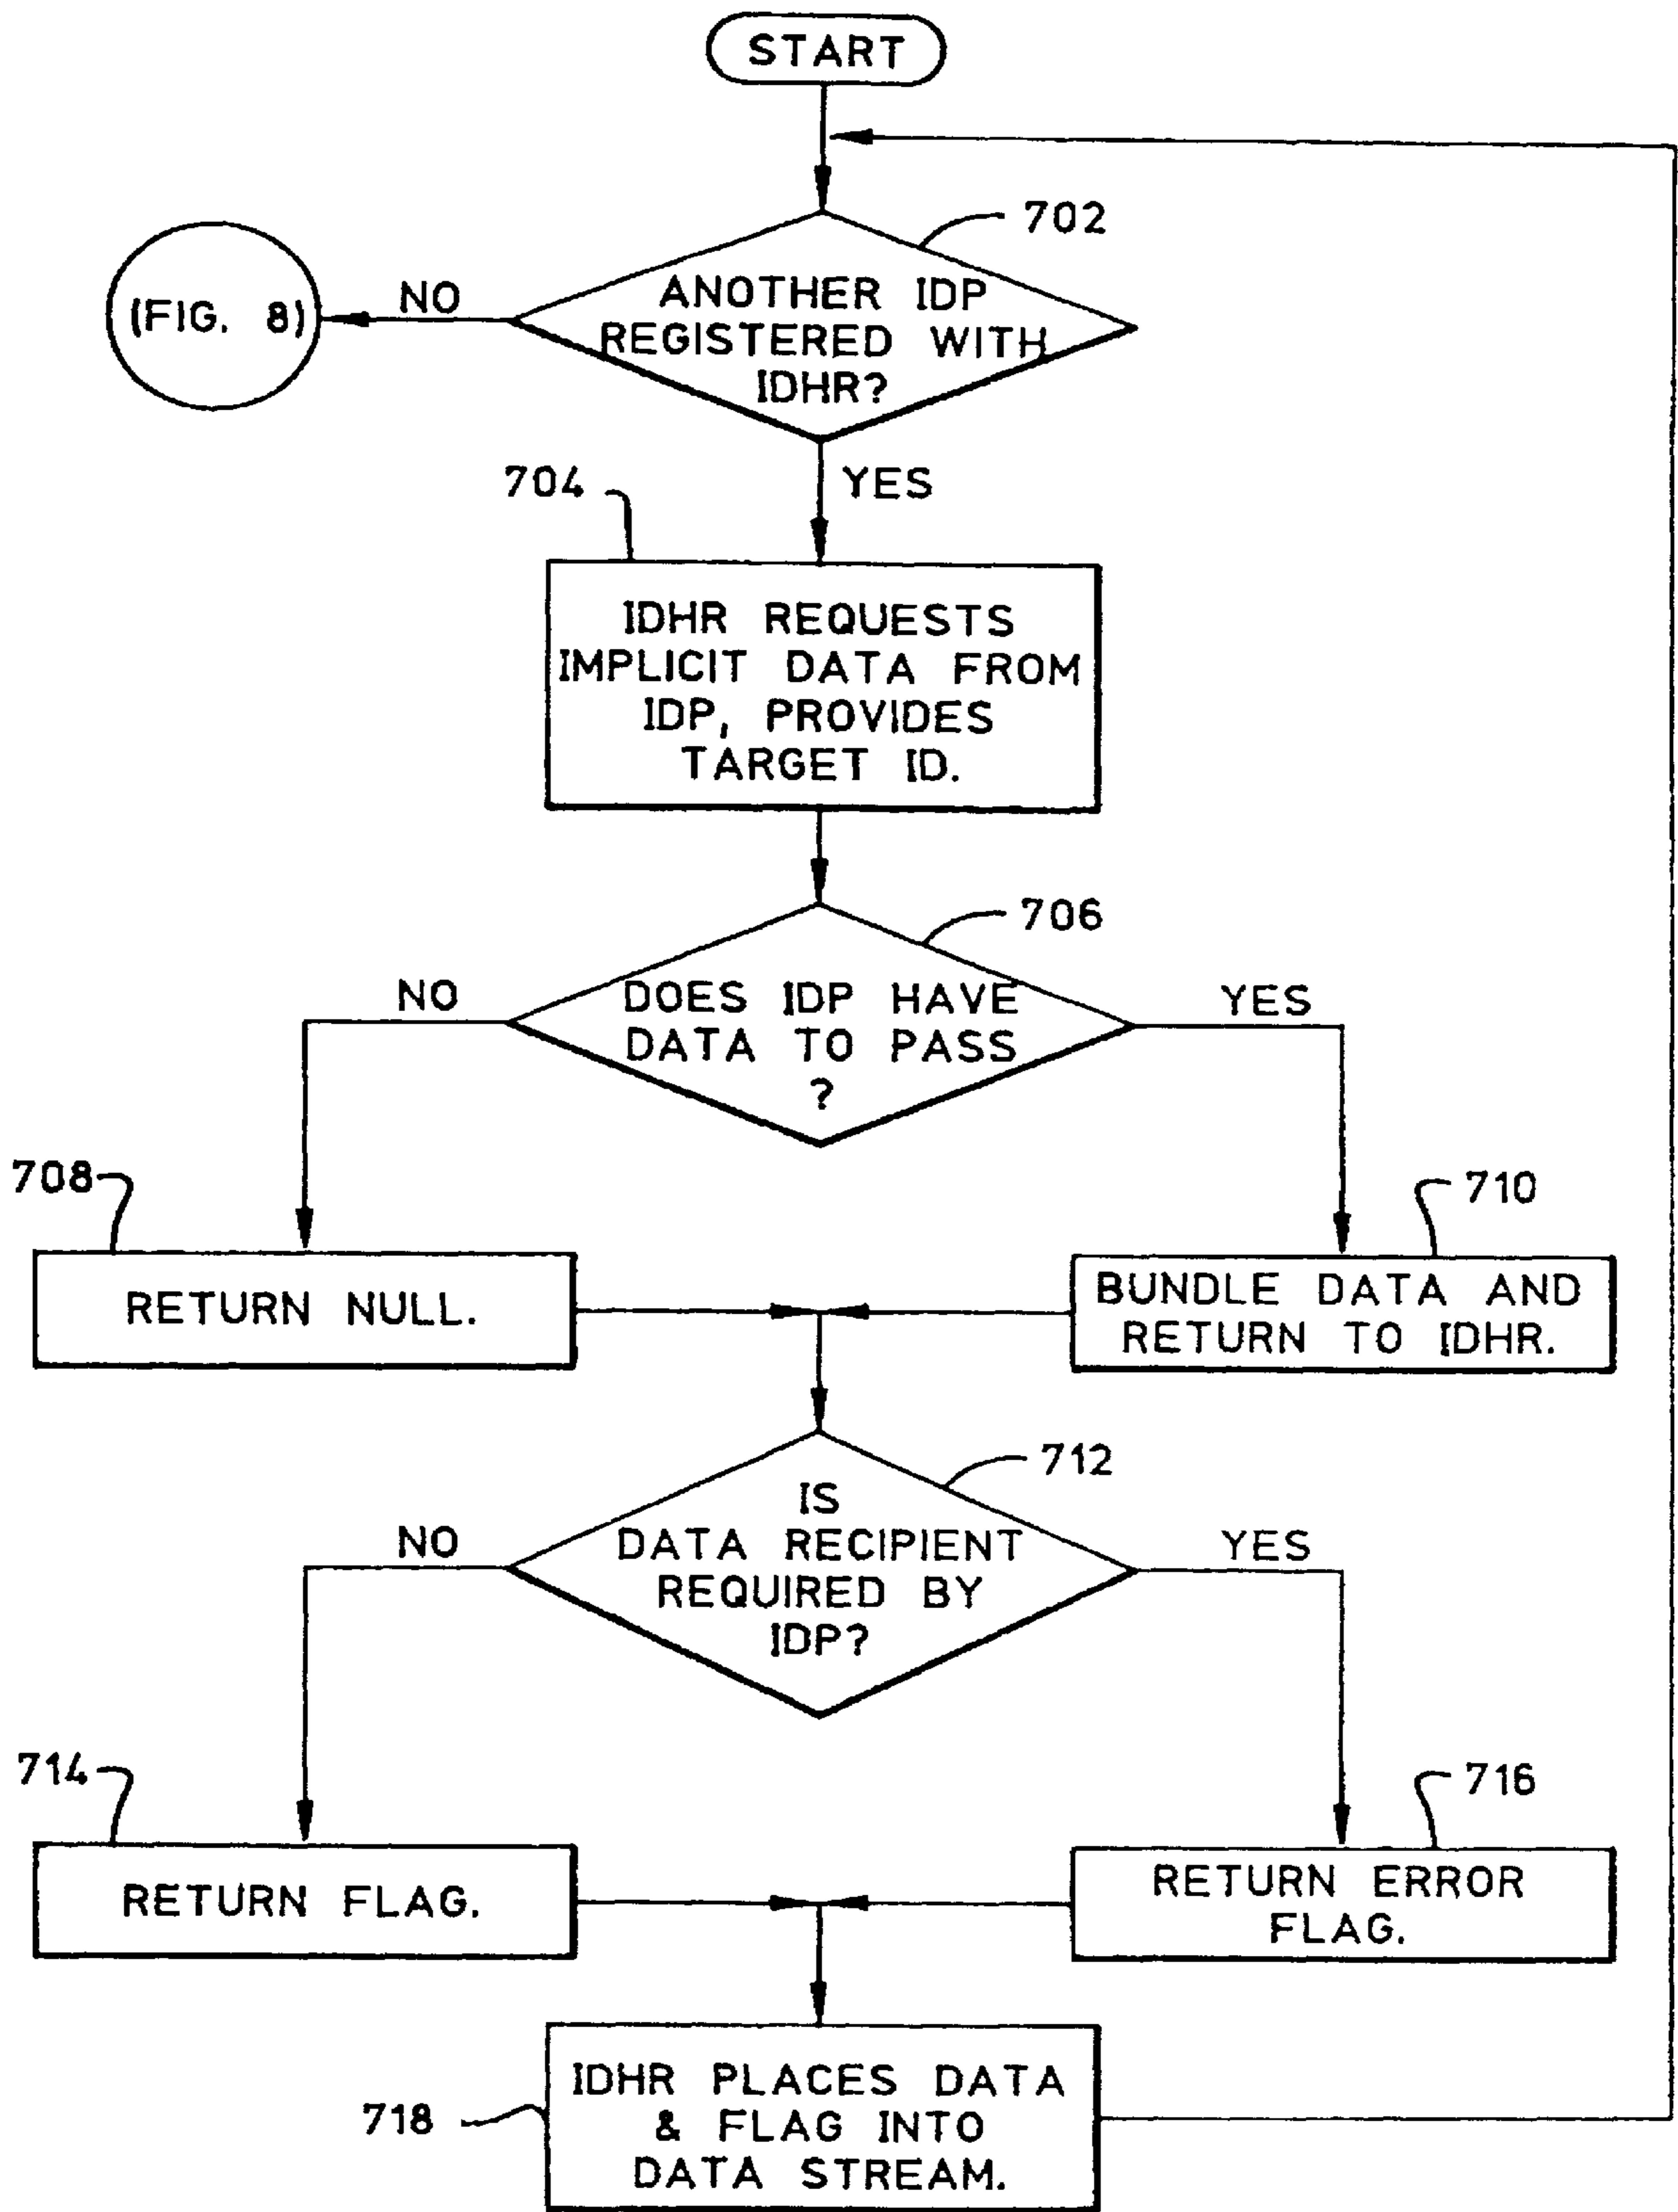 START
702
(FIG. 8)
NO
ANOTHER IDP
REGISTERED WITH
IDHR?
704
YES
IDHR REQUESTS
IMPLICIT DATA FROM
IDP, PROVIDES
TARGET ID.
706
NO
DOES IDP HAVE
DATA TO PASS
?
YES
708
710
RETURN NULL.
BUNDLE DATA AND
RETURN TO IDHR.
712
NO
IS
DATA RECIPIENT
REQUIRED BY
IDP?
YES
714
716
RETURN FLAG.
RETURN ERROR
FLAG.
718
IDHR PLACES DATA
& FLAG INTO
DATA STREAM.